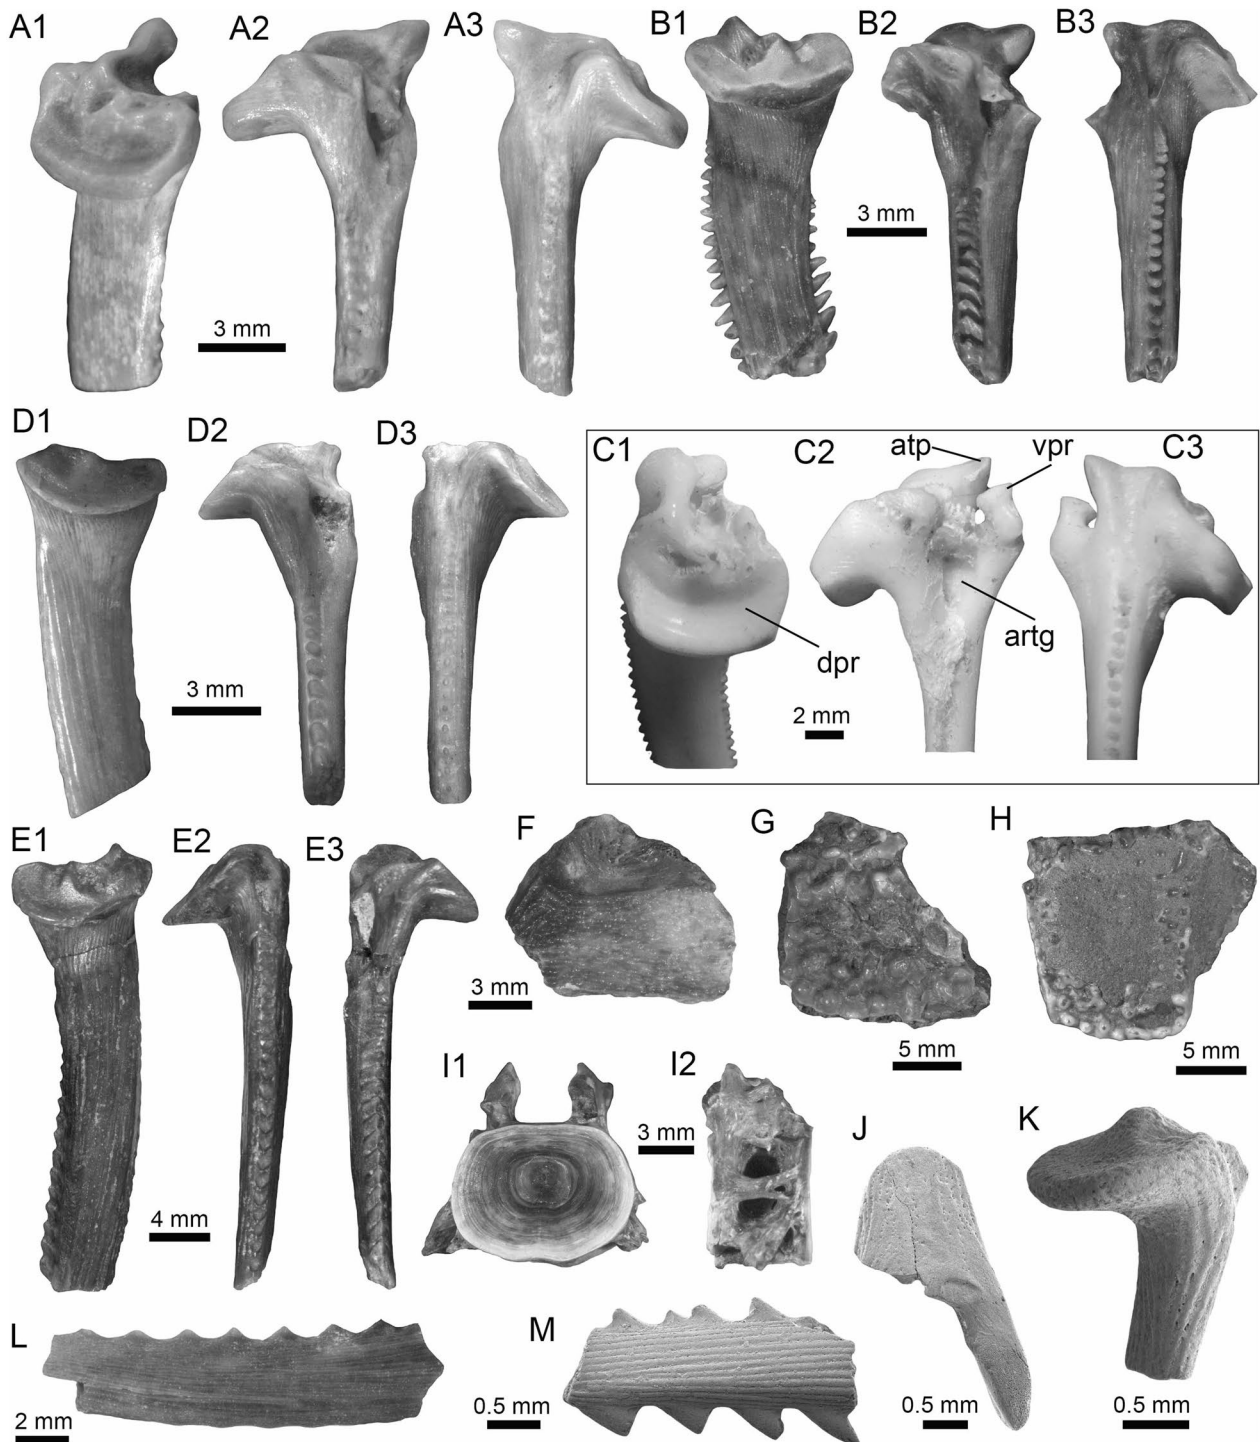 A1 A2 A3 B1 B2 B3
3 mm 3 mm
D1 D2 D3 C1 C2 atp vpr C3
3 mm
dpr artg
2 mm
E1 E2 E3 F G H
3 mm
5 mm 5 mm
I1 I2 J K
3 mm
4 mm
L M
2 mm 0.5 mm 0.5 mm 0.5 mm